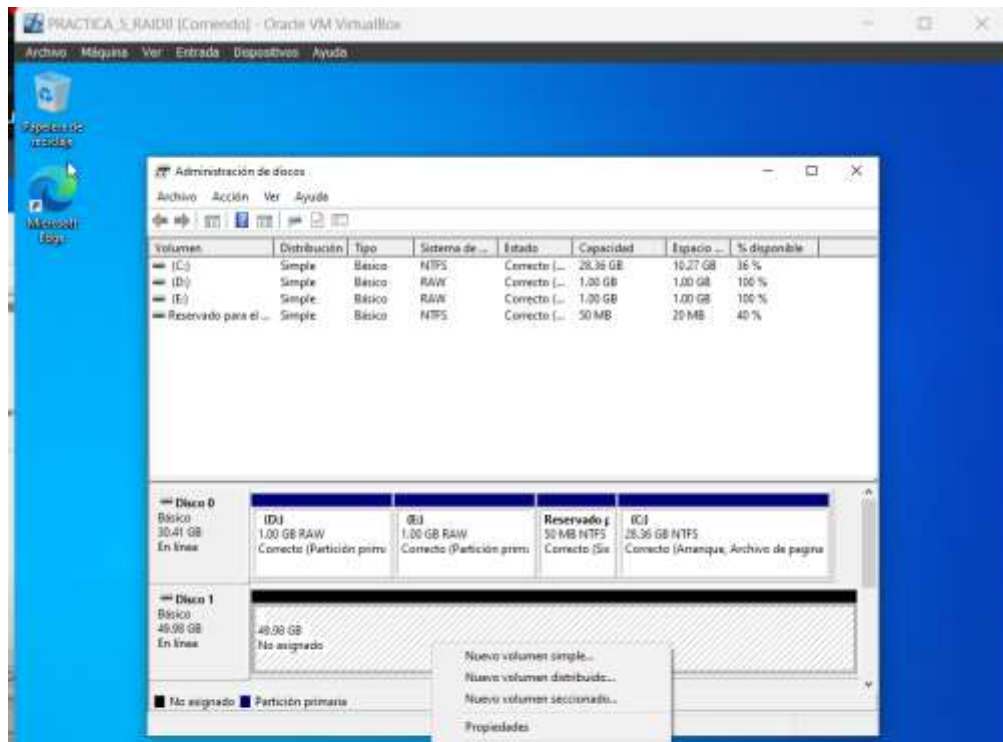 PRACTICA_5_RAID0 [Corriendo] - Oracle VM VirtualBox
Archivo Máquina Ver Entrada Dispositivos Ayuda
Papelera de
reciclaje
Microsoft
Edge
Administración de discos
Archivo Acción Ver Ayuda
Volumen Distribución Tipo Sistema de ... Estado Capacidad Espacio ... % disponible
(C:) Simple Básico NTFS Correcto (... 28,36 GB 10,27 GB 36 %
(D:) Simple Básico RAW Correcto (... 1,00 GB 1,00 GB 100 %
(E:) Simple Básico RAW Correcto (... 1,00 GB 1,00 GB 100 %
Reservado para el ... Simple Básico NTFS Correcto (... 50 MB 20 MB 40 %
Disco 0
Básico
30,41 GB
En línea
(D:)
1,00 GB RAW
Correcto (Partición prima
(E:)
1,00 GB RAW
Correcto (Partición prima
Reservado p
50 MB NTFS
Correcto (Sis
(C:)
28,36 GB NTFS
Correcto (Arranque, Archivo de pagina
Disco 1
Básico
49,98 GB
En línea
49,98 GB
No asignado
Nuevo volumen simple...
Nuevo volumen distribuido...
Nuevo volumen seccionado...
Propiedades
No asignado Partición primaria